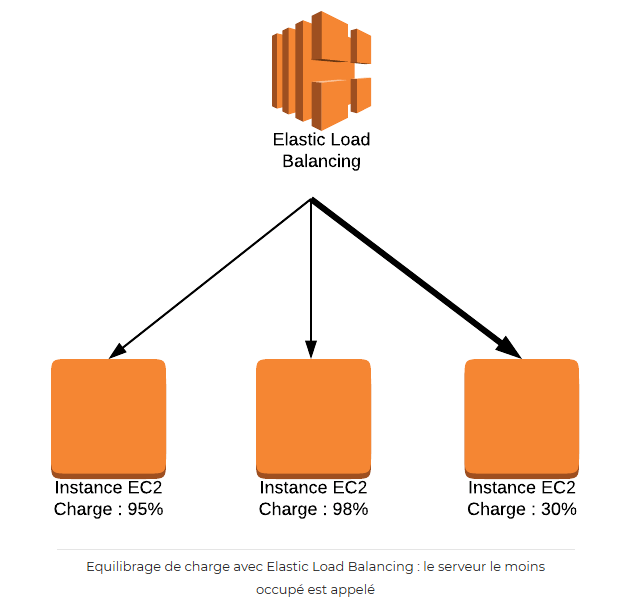 Elastic Load
Balancing
Instance EC2
Charge : 95%
Instance EC2
Charge : 98%
Instance EC2
Charge : 30%
Equilibrage de charge avec Elastic Load Balancing : le serveur le moins
occupé est appelé